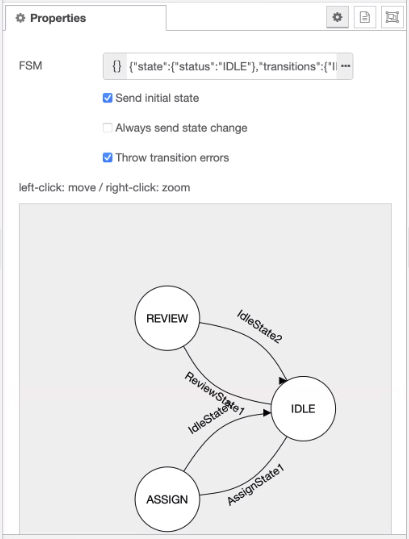 Properties
FSM
{} {"state":{"status":"IDLE"},"transitions":{"I
Send initial state
Always send state change
Throw transition errors
left-click: move / right-click: zoom
REVIEW
IdleState2
ReviewState1
IDLE
ASSIGN
AssignState1